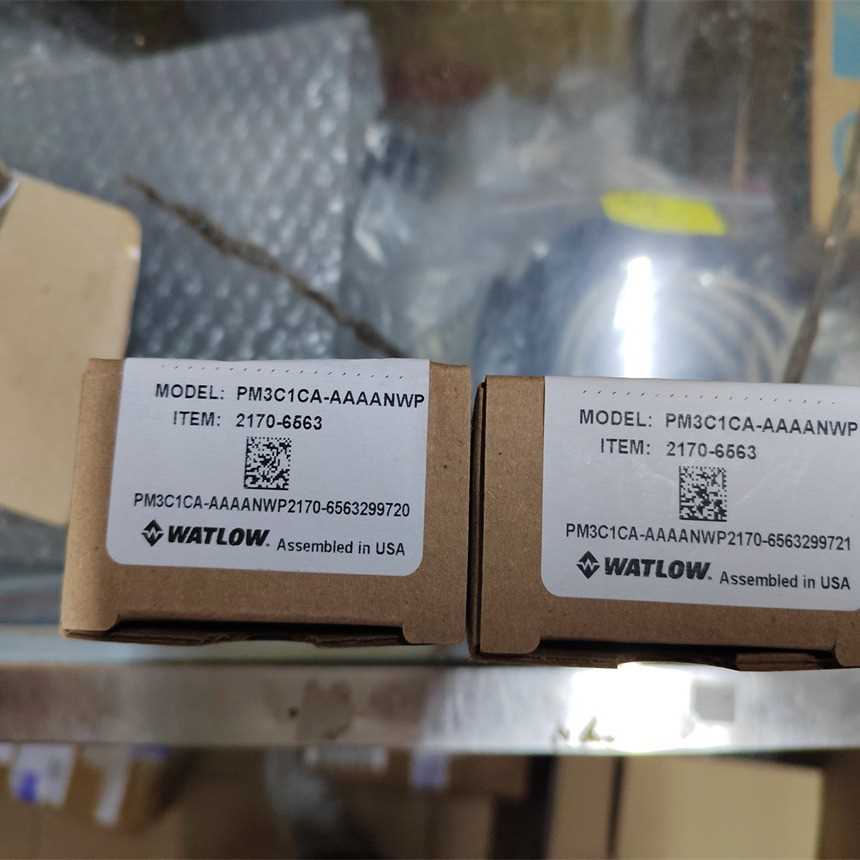 MODEL: PM3C1CA-AAAANWP
ITEM: 2170-6563
PM3C1CA-AAAANWP2170-6563299720
WATLOW. Assembled in USA
MODEL: PM3C1CA-AAAANWP
ITEM: 2170-6563
PM3C1CA-AAAANWP2170-6563299721
WATLOW. Assembled in USA